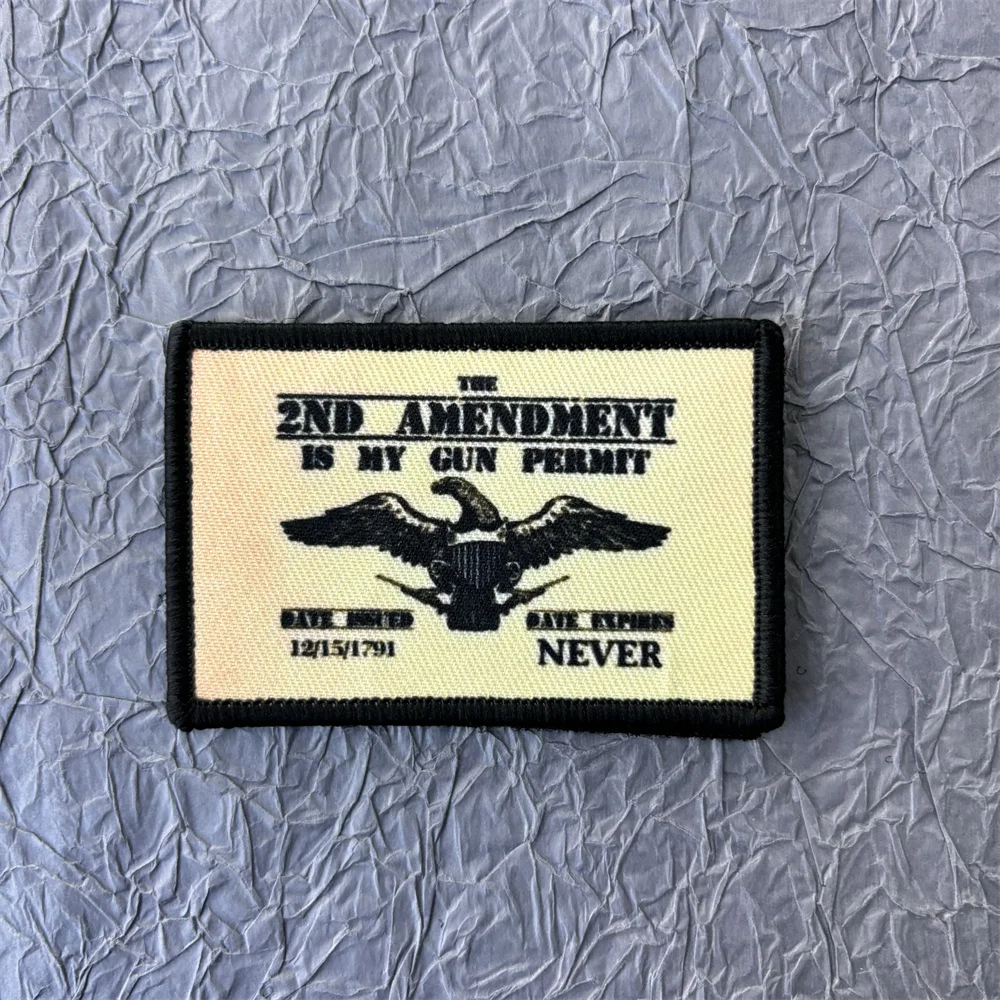 THE
2ND AMENDMENT
IS MY GUN PERMIT
DATE ISSUED DATE EXPIRES
12/15/1791 NEVER